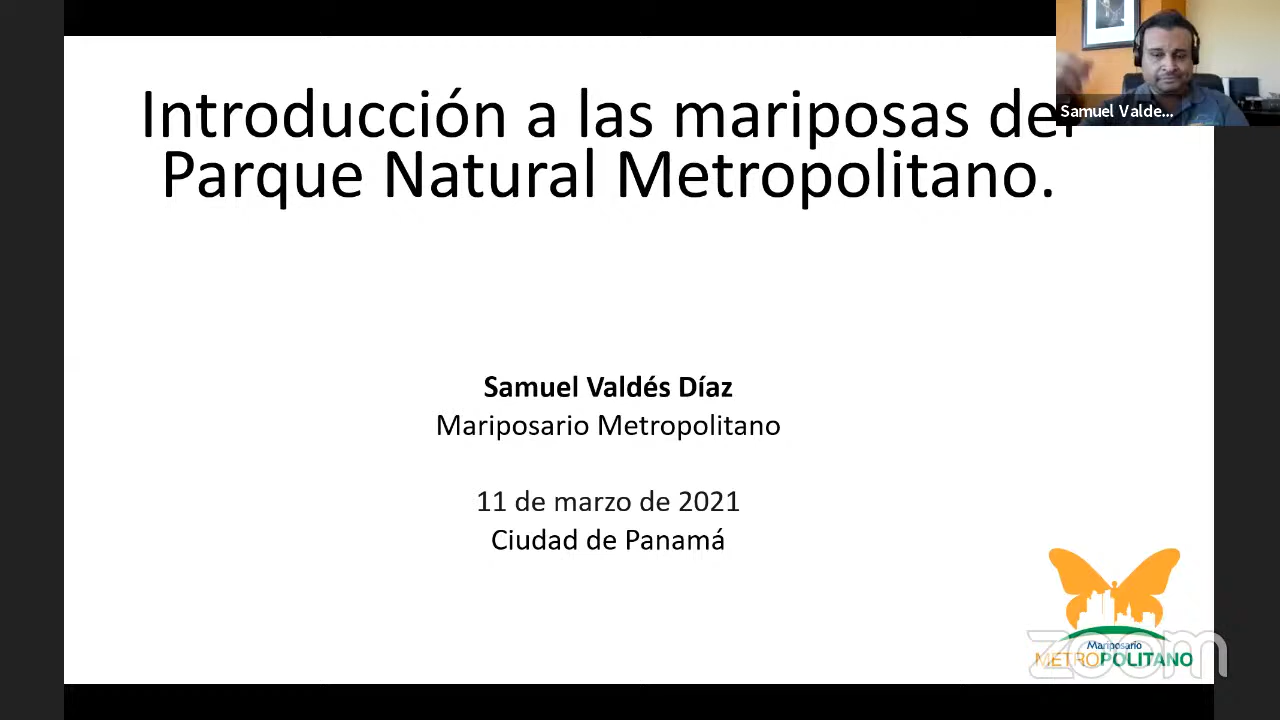 Introducción a las mariposas del
Parque Natural Metropolitano.
Samuel Valde...
Samuel Valdés Díaz
Mariposario Metropolitano
11 de marzo de 2021
Ciudad de Panamá
Mariposario
METROPOLITANO
zoom